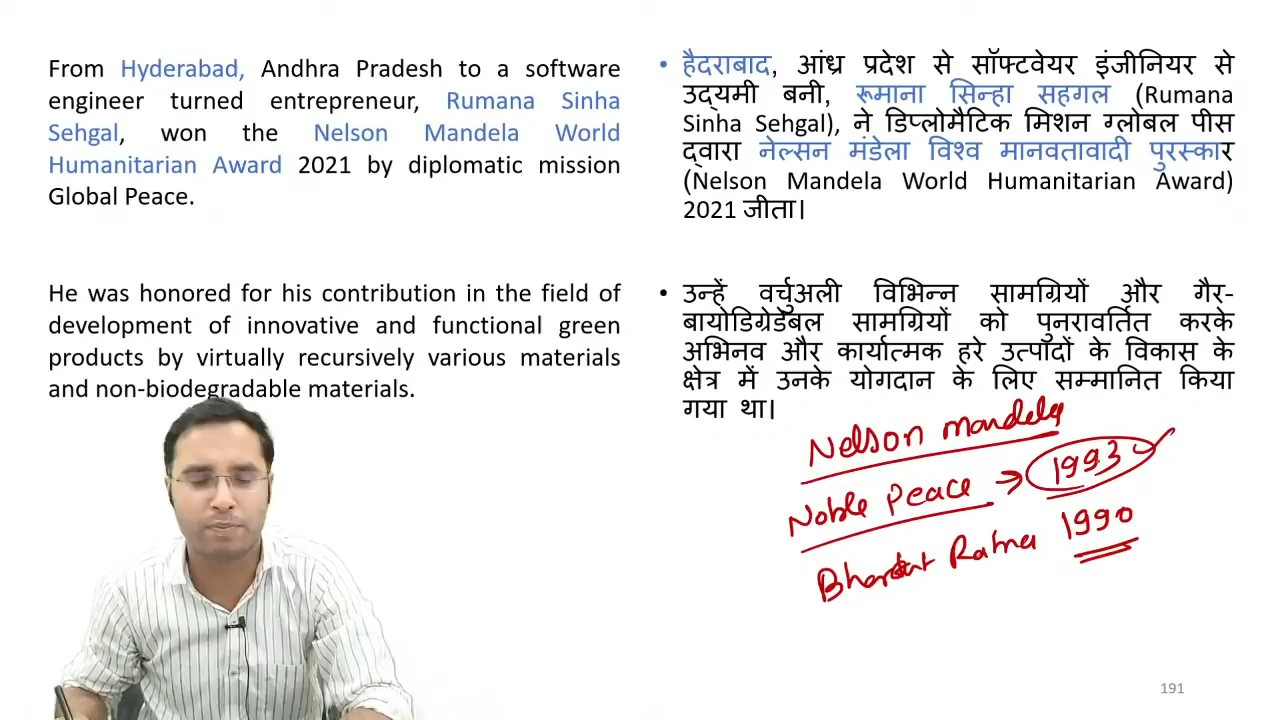 From Hyderabad, Andhra Pradesh to a software
engineer turned entrepreneur, Rumana Sinha
Sehgal, won the Nelson Mandela World
Humanitarian Award 2021 by diplomatic mission
Global Peace.
He was honored for his contribution in the field of
development of innovative and functional green
products by virtually recursively various materials
and non-biodegradable materials.
• हैदराबाद, आंध्र प्रदेश से सॉफ्टवेयर इंजीनियर से
उद्यमी बनी, रूमाना सिन्हा सहगल (Rumana
Sinha Sehgal), ने डिप्लोमैटिक मिशन ग्लोबल पीस
द्वारा नेल्सन मंडेला विश्व मानवतावादी पुरस्कार
(Nelson Mandela World Humanitarian Award)
2021 जीता।
• उन्हें वर्चुअली विभिन्न सामग्रियों और गैर-
बायोडिग्रेडेबल सामग्रियों को पुनरावर्तित करके
अभिनव और कार्यात्मक हरे उत्पादों के विकास के
क्षेत्र में उनके योगदान के लिए सम्मानित किया
गया था।
Nelson Mandela
Noble Peace → 1993
Bharat Ratna 1990
191